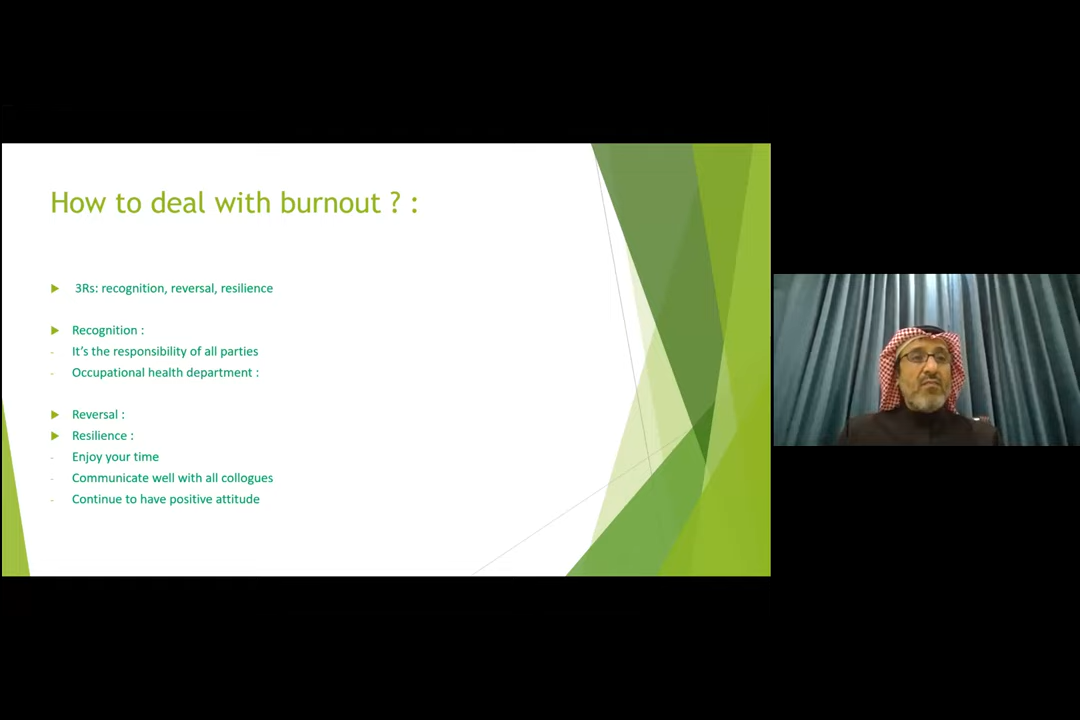 How to deal with burnout ? :
3Rs: recognition, reversal, resilience
Recognition :
- It's the responsibility of all parties
- Occupational health department :
Reversal :
Resilience :
- Enjoy your time
- Communicate well with all collogues
- Continue to have positive attitude